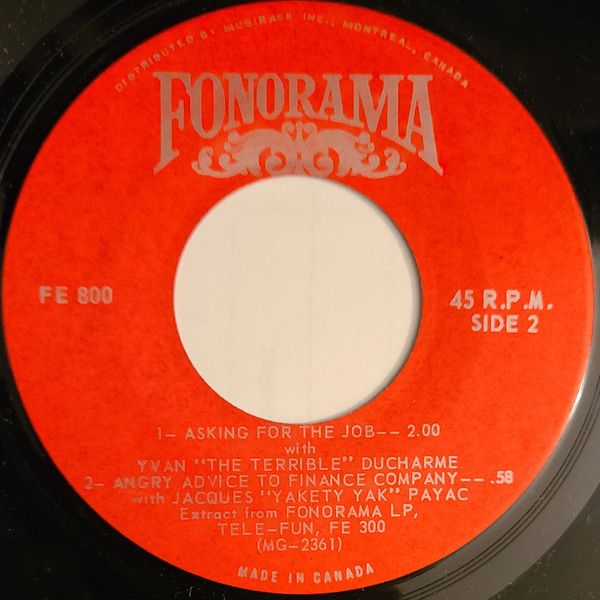 DISTRIBUTED BY MUSIRAGE INC., MONTREAL, CANADA
FONORAMA
FE 800
45 R.P.M.
SIDE 2
1– ASKING FOR THE JOB–– 2.00
with
YVAN "THE TERRIBLE" DUCHARME
2– ANGRY ADVICE TO FINANCE COMPANY––.58
with JACQUES "YAKETY YAK" PAYAC
Extract from FONORAMA LP,
TELE–FUN, FE 300
(MG–2361)
MADE IN CANADA